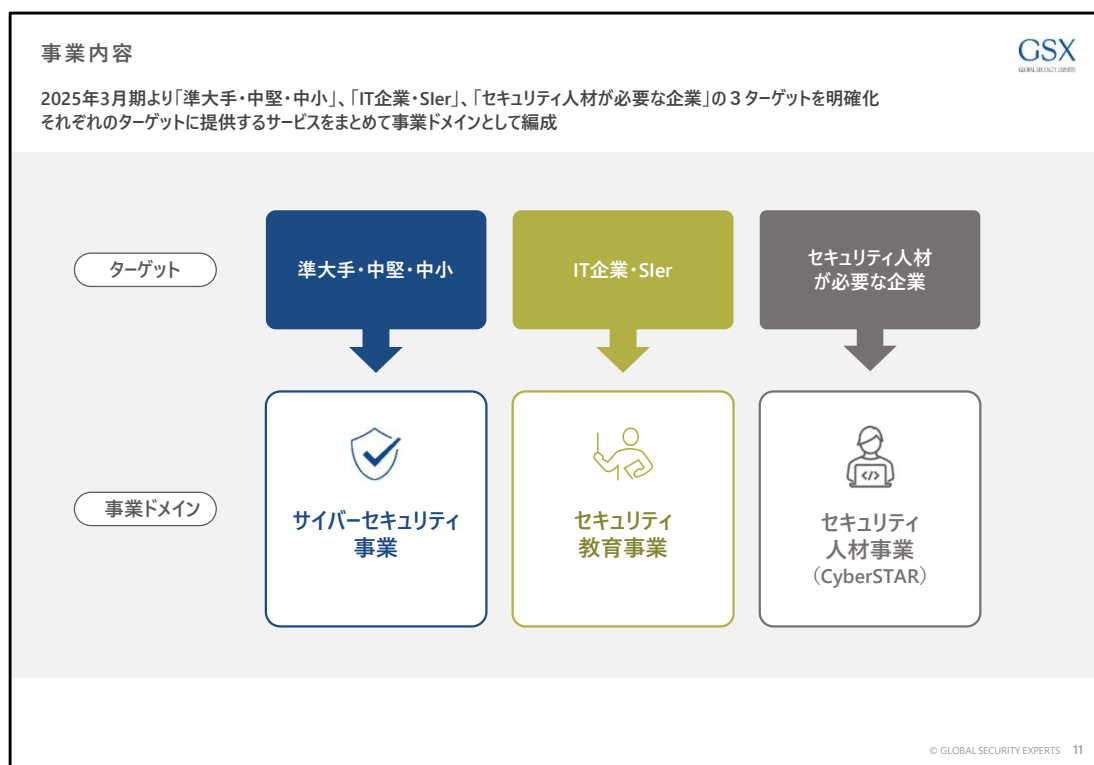 事業内容
GSX
GLOBAL SECURITY EXPERTS
2025年3月期より「準大手・中堅・中小」、「IT企業・SIer」、「セキュリティ人材が必要な企業」の３ターゲットを明確化
それぞれのターゲットに提供するサービスをまとめて事業ドメインとして編成
ターゲット
準大手・中堅・中小
IT企業・SIer
セキュリティ人材
が必要な企業
事業ドメイン
サイバーセキュリティ
事業
セキュリティ
教育事業
</>
セキュリティ
人材事業
（CyberSTAR）
© GLOBAL SECURITY EXPERTS 11